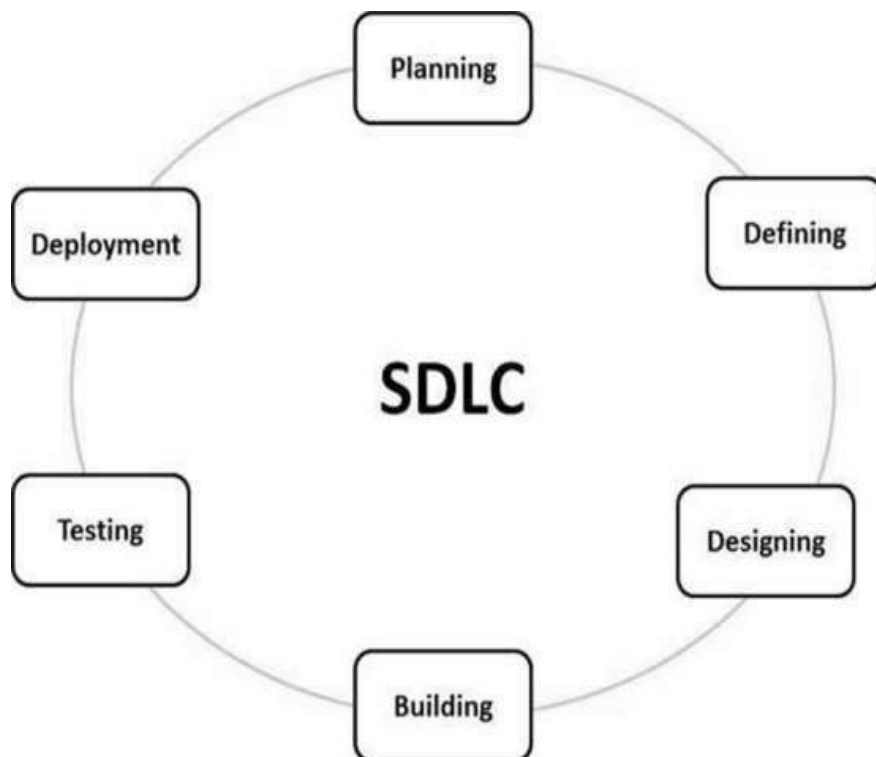 Planning
Defining
Designing
Building
Testing
Deployment
SDLC